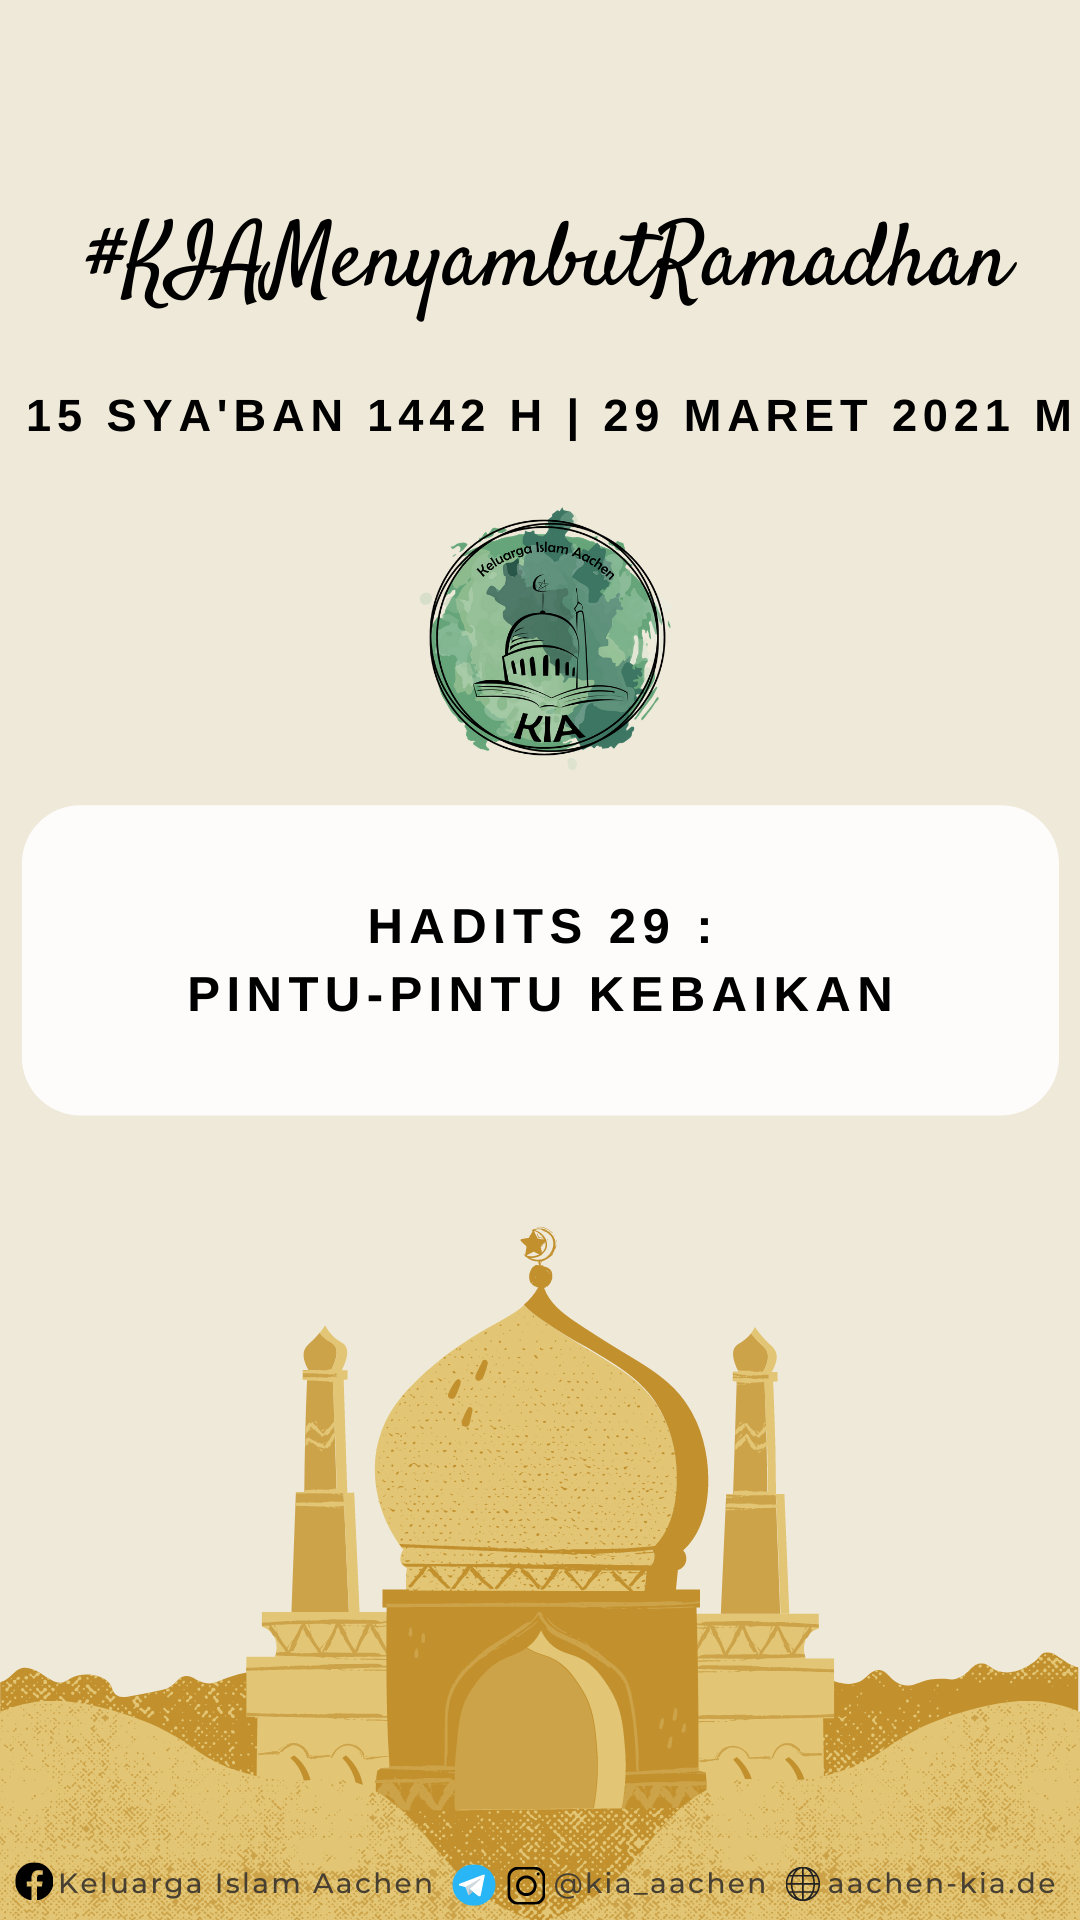 #KIAMenyambutRamadhan
15 SYA'BAN 1442 H | 29 MARET 2021 M
Keluarga Islam Aachen
KIA
HADITS 29 :
PINTU-PINTU KEBAIKAN
Keluarga Islam Aachen @kia_aachen aachen-kia.de